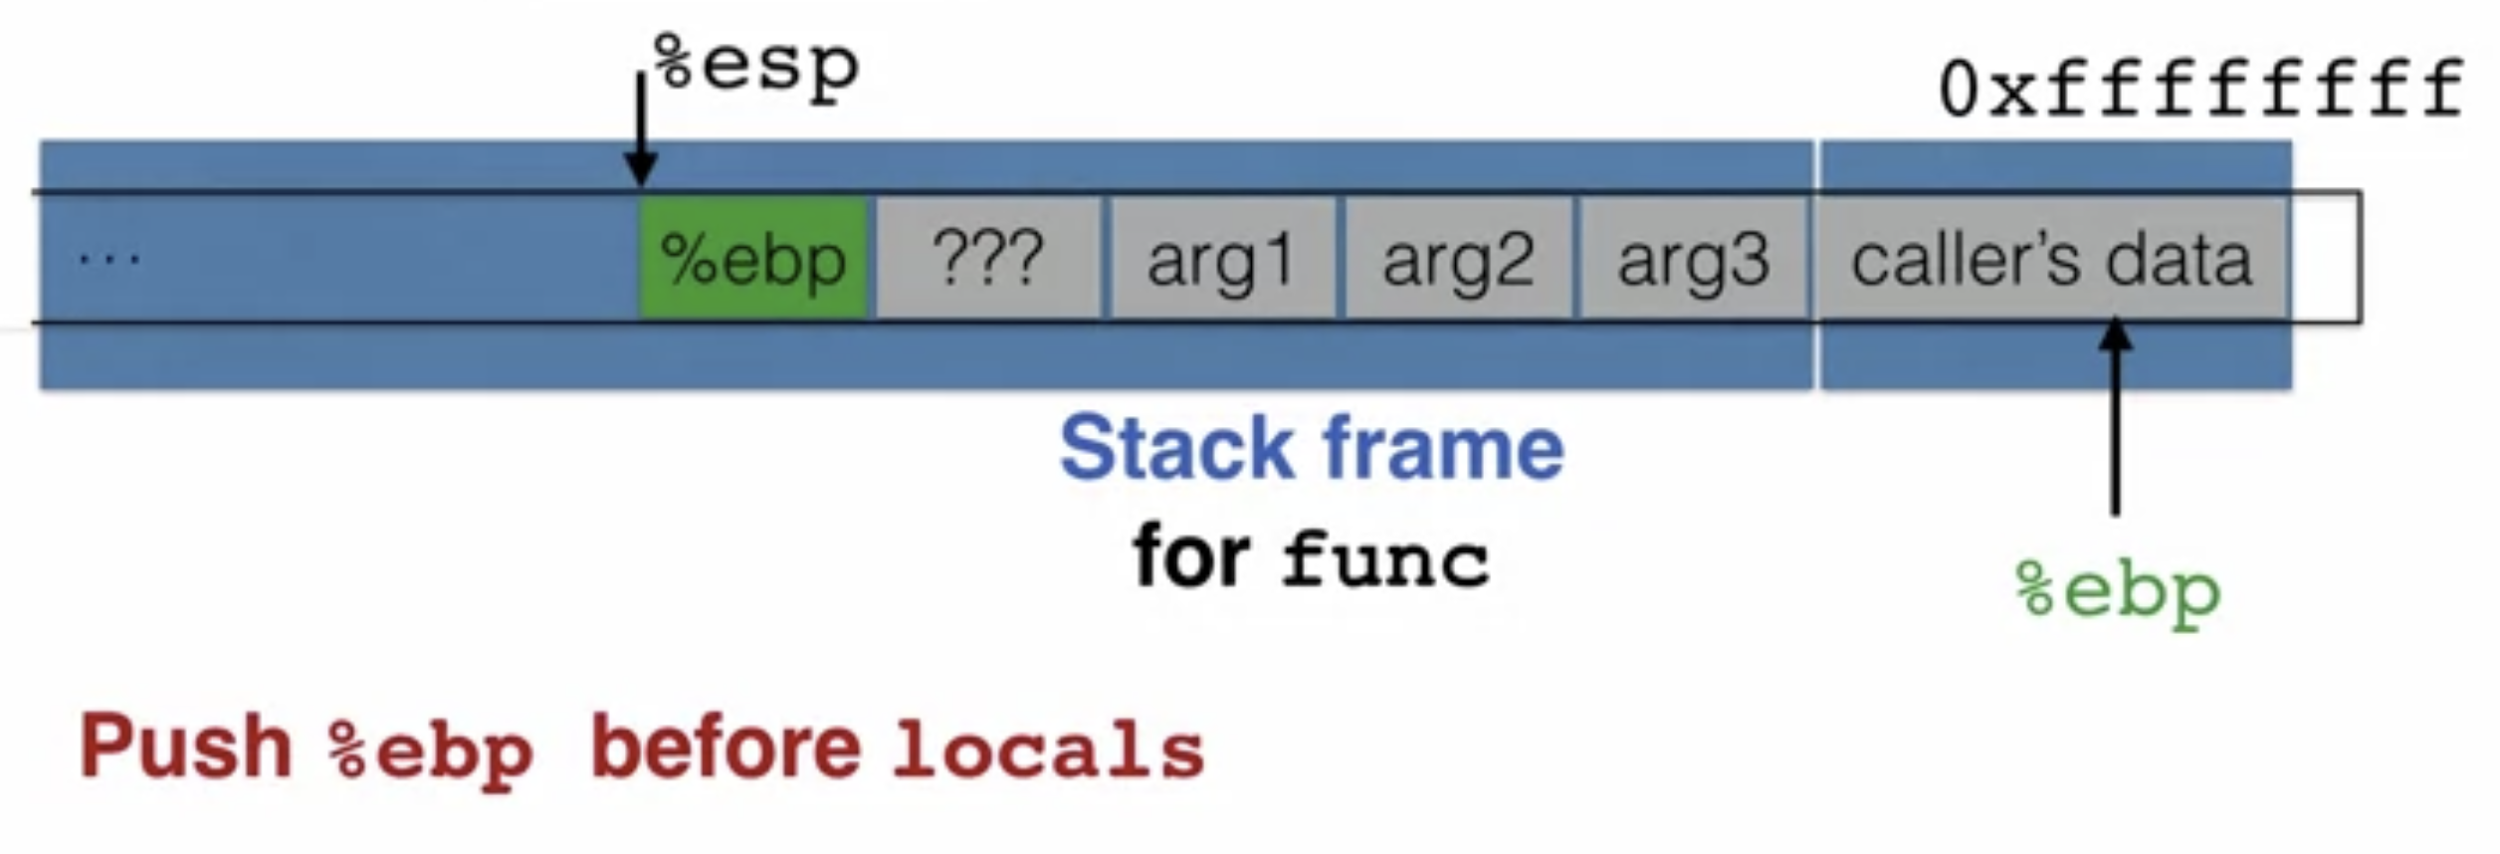 %esp
0xffffffff
... %ebp ??? arg1 arg2 arg3 caller's data
Stack frame
for func
%ebp
Push %ebp before locals